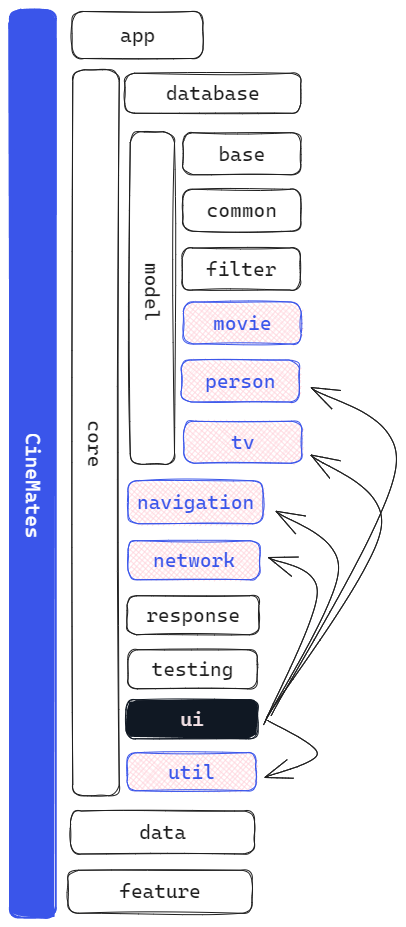 CineMates
app
core
database
model
base
common
filter
movie
person
tv
navigation
network
response
testing
ui
util
data
feature